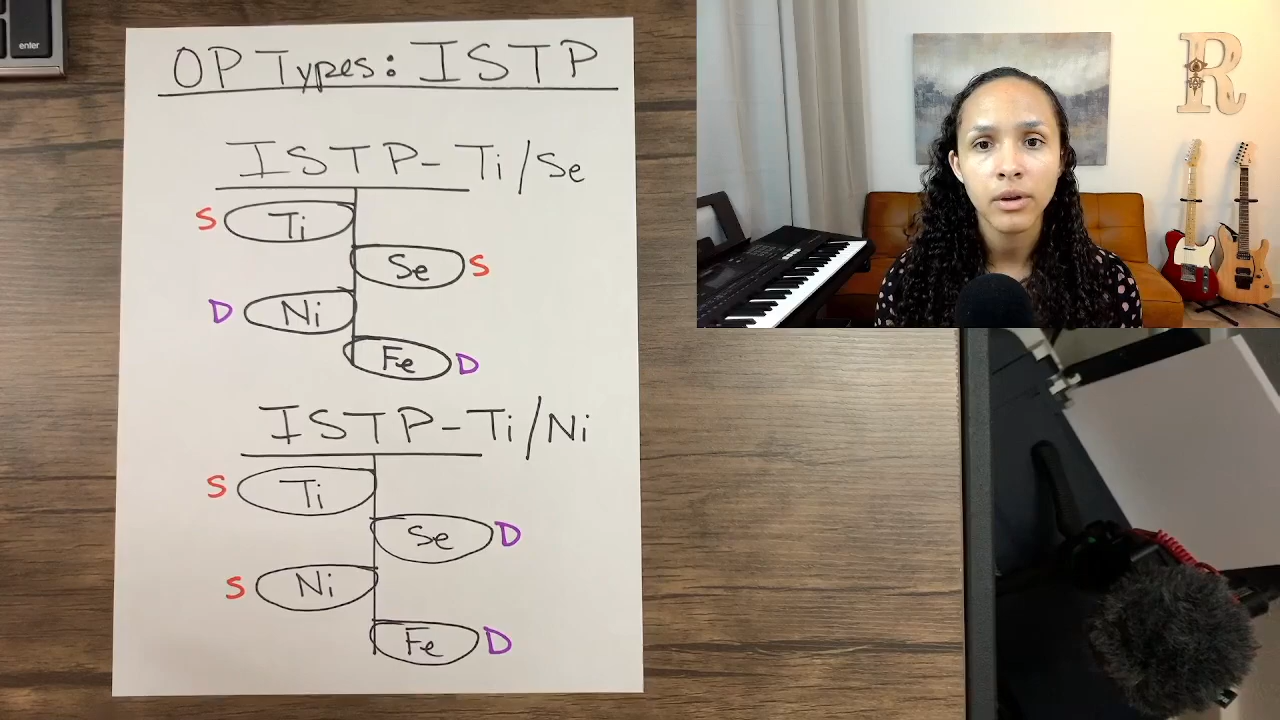 enter
R
OP Types: ISTP
ISTP-Ti/Se
S Ti
Se S
D Ni
Fe D
ISTP-Ti/Ni
S Ti
Se D
S Ni
Fe D